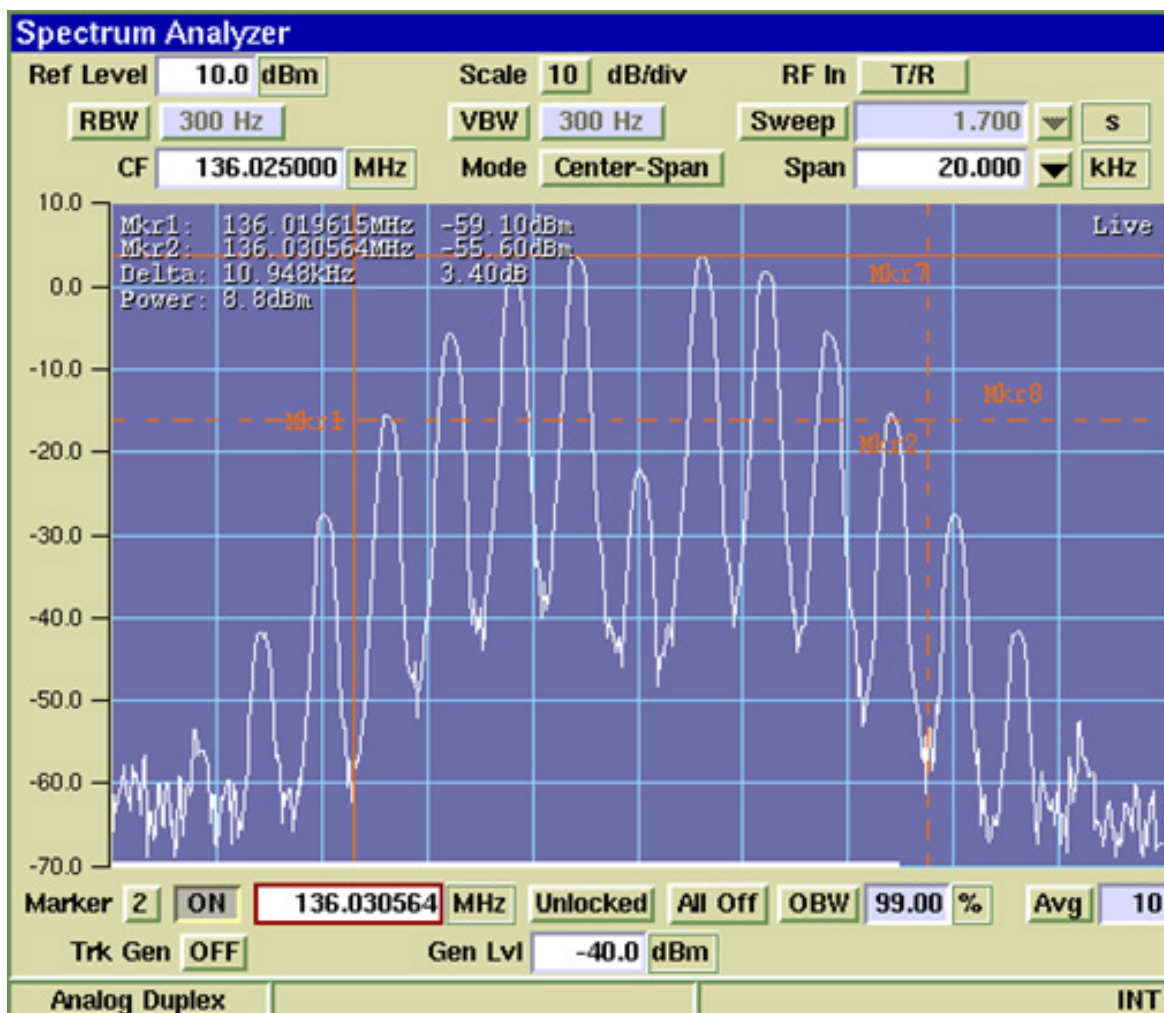 Spectrum Analyzer
Ref Level 10.0 dBm Scale 10 dB/div RF In T/R
RBW 300 Hz VBW 300 Hz Sweep 1.700 s
CF 136.025000 MHz Mode Center-Span Span 20.000 kHz
10.0
Mkr1: 136.019615MHz -59.10dBm
Live
Mkr2: 136.030564MHz -55.60dBm
Delta: 10.948kHz 3.40dB
Mkr7
0.0
Power: 8.8dBm
-10.0
Mkr8
Mkr1
Mkr2
-20.0
-30.0
-40.0
-50.0
-60.0
-70.0
Marker 2 ON 136.030564 MHz Unlocked All Off OBW 99.00 % Avg 10
Trk Gen OFF Gen Lvl -40.0 dBm
Analog Duplex INT